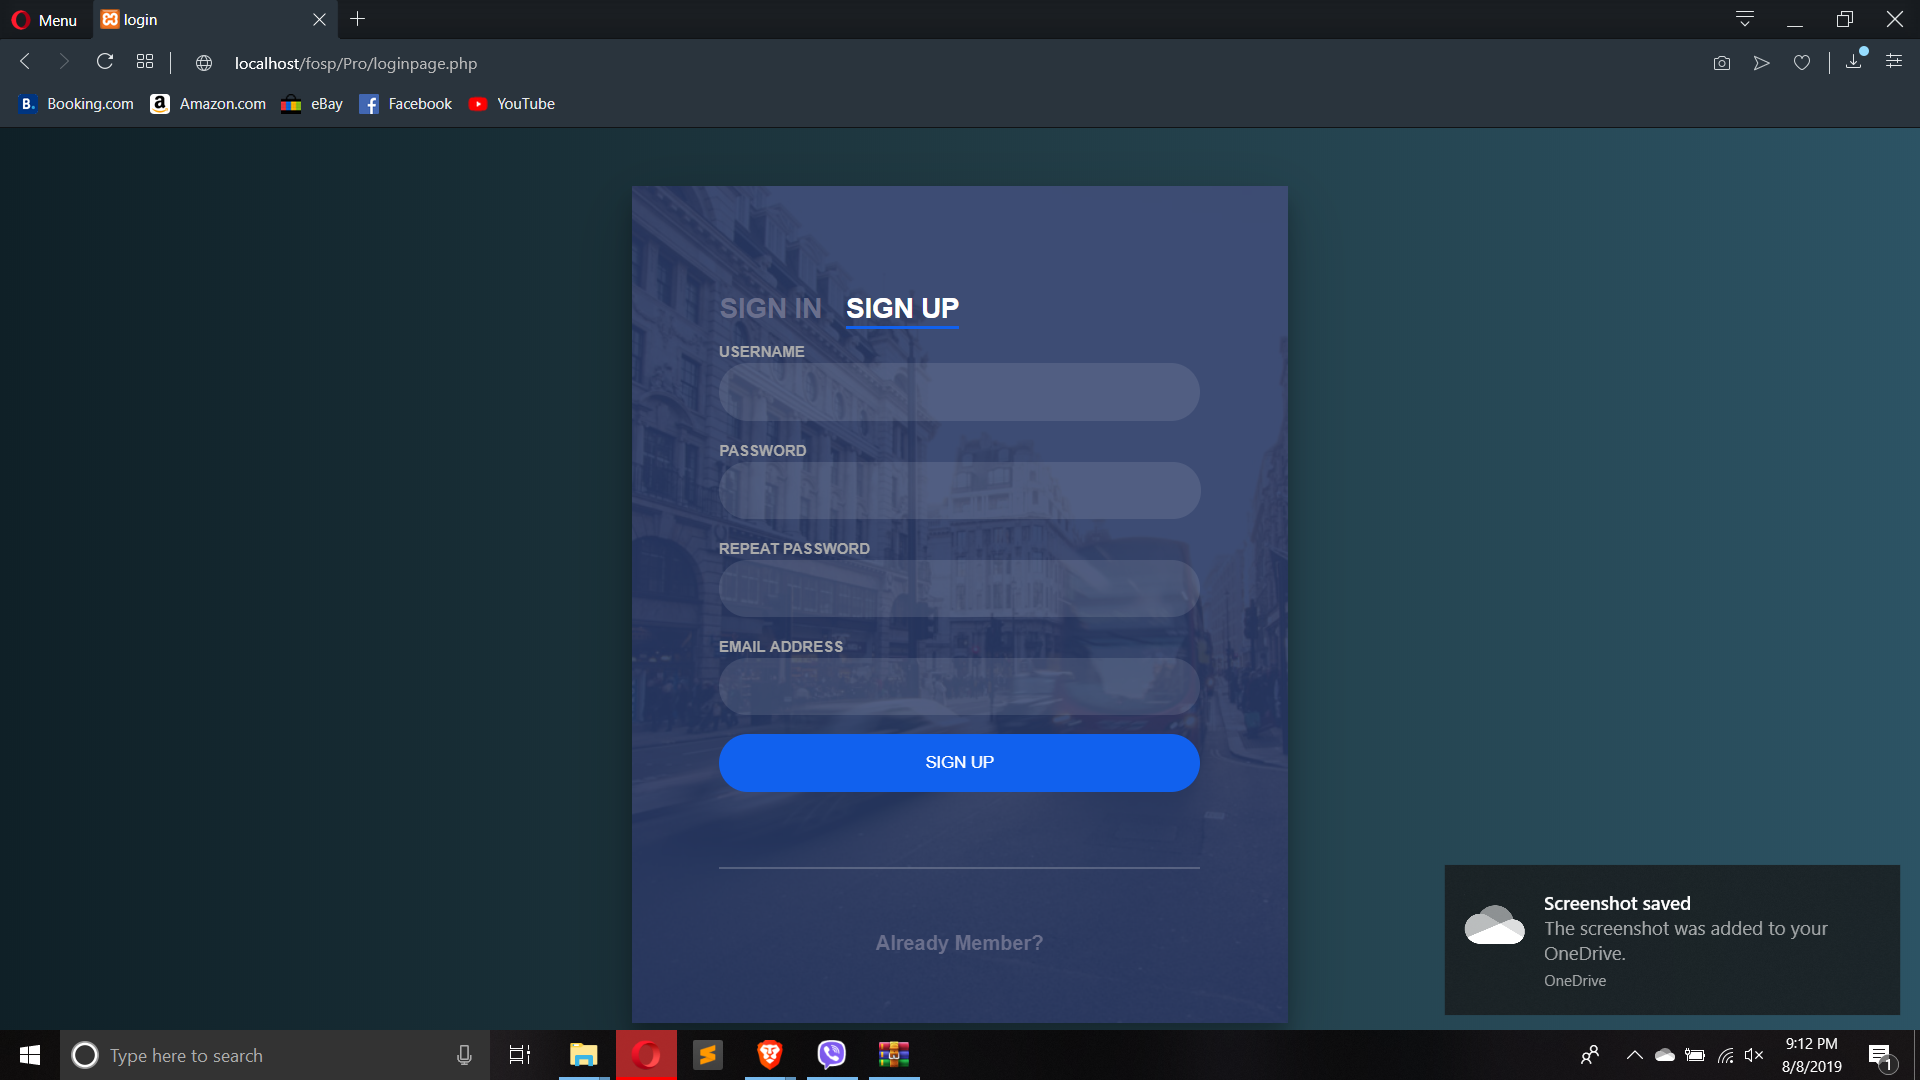 Menu
login
localhost/fosp/Pro/loginpage.php
B. Booking.com
a Amazon.com
eBay
f Facebook
YouTube
SIGN IN
SIGN UP
USERNAME
PASSWORD
REPEAT PASSWORD
EMAIL ADDRESS
SIGN UP
Already Member?
Screenshot saved
The screenshot was added to your
OneDrive.
OneDrive
Type here to search
9:12 PM
8/8/2019
1